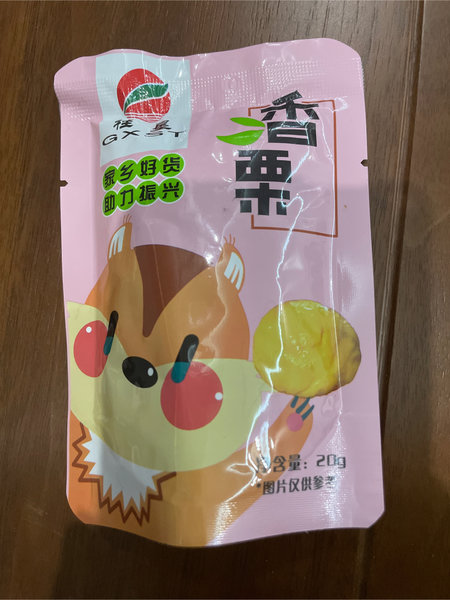 GXST
家乡好货
助力振兴
香栗
净含量：20g
*图片仅供参考